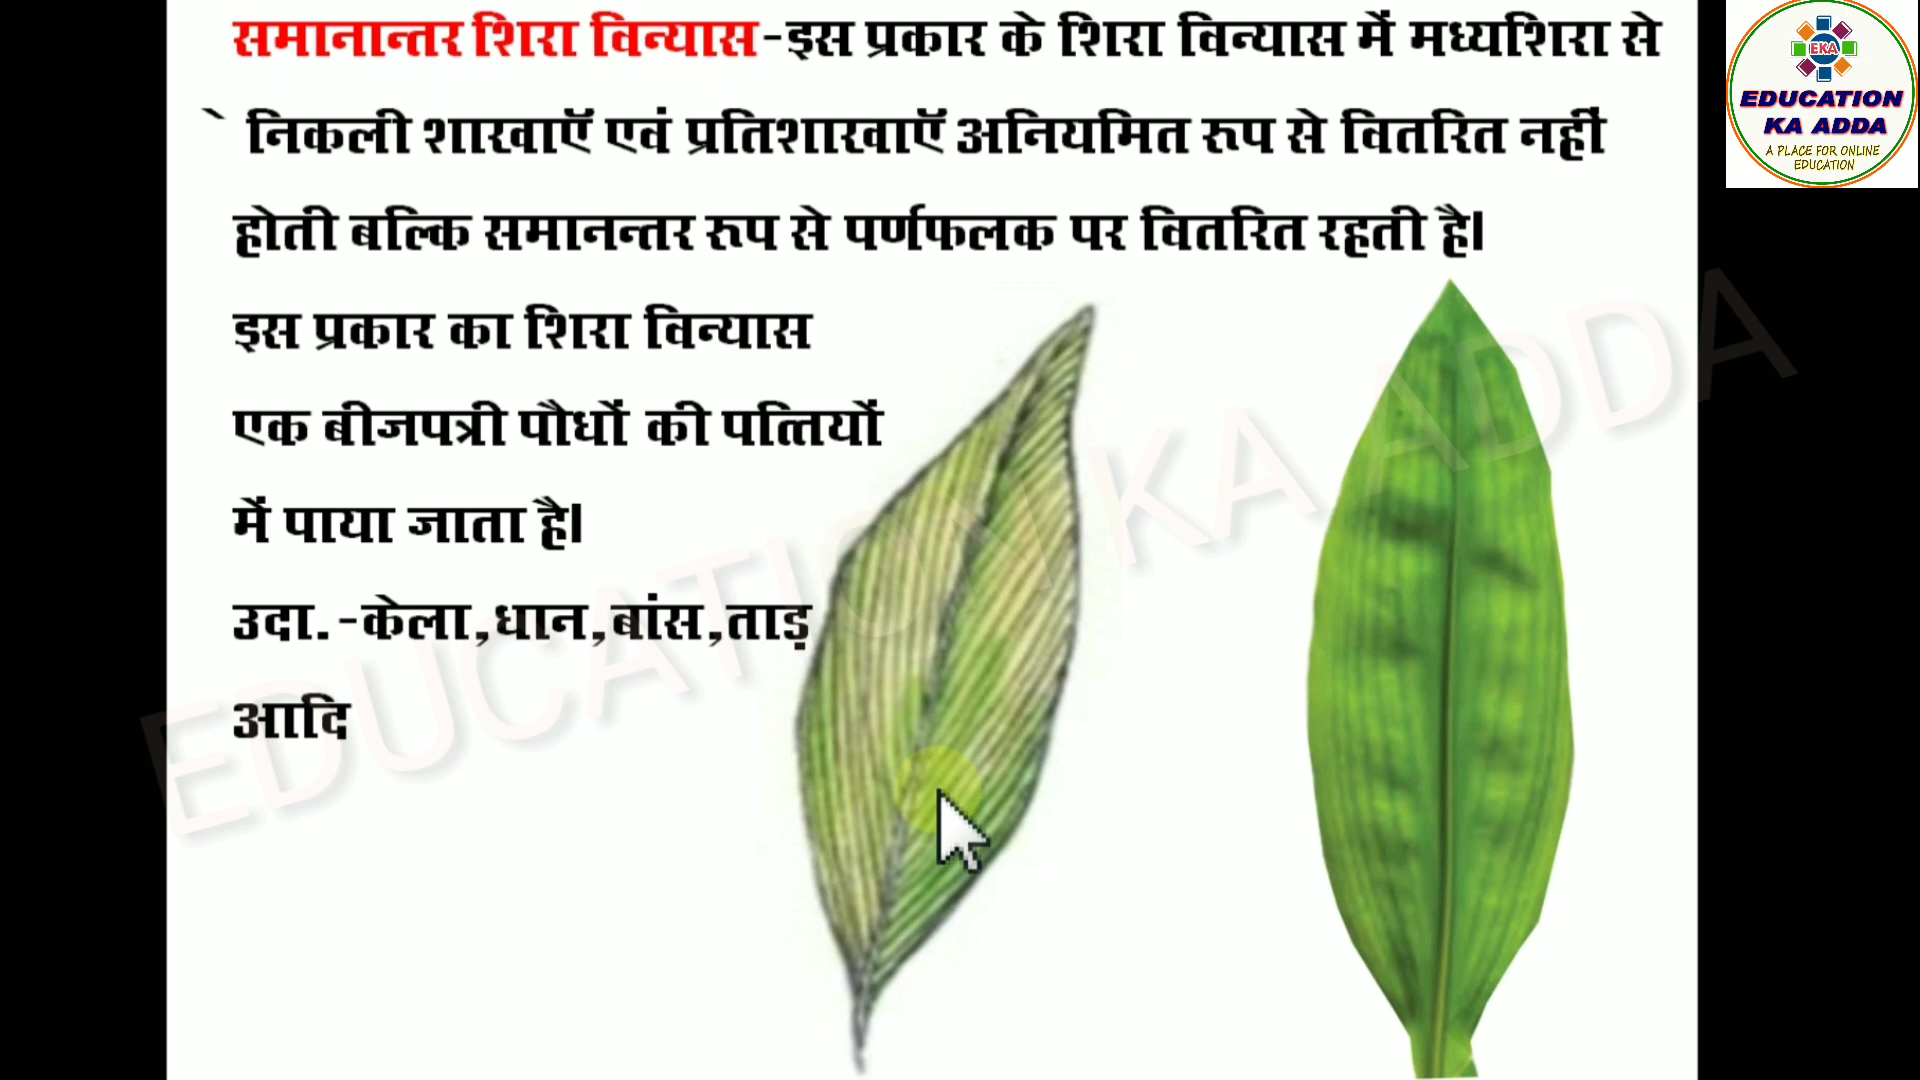 समानान्तर शिरा विन्यास-इस प्रकार के शिरा विन्यास में मध्यशिरा से
निकली शाखाएॅ एवं प्रतिशाखाएॅ अनियमित रूप से वितरित नहीं
होती बल्कि समानन्तर रूप से पर्णफलक पर वितरित रहती है।
इस प्रकार का शिरा विन्यास
एक बीजपत्री पौधों की पत्तियों
में पाया जाता है।
उदा.-केला,धान,बांस,ताड़
आदि
EKA
EDUCATION
KA ADDA
A PLACE FOR ONLINE
EDUCATION
EDUCATION KA ADDA